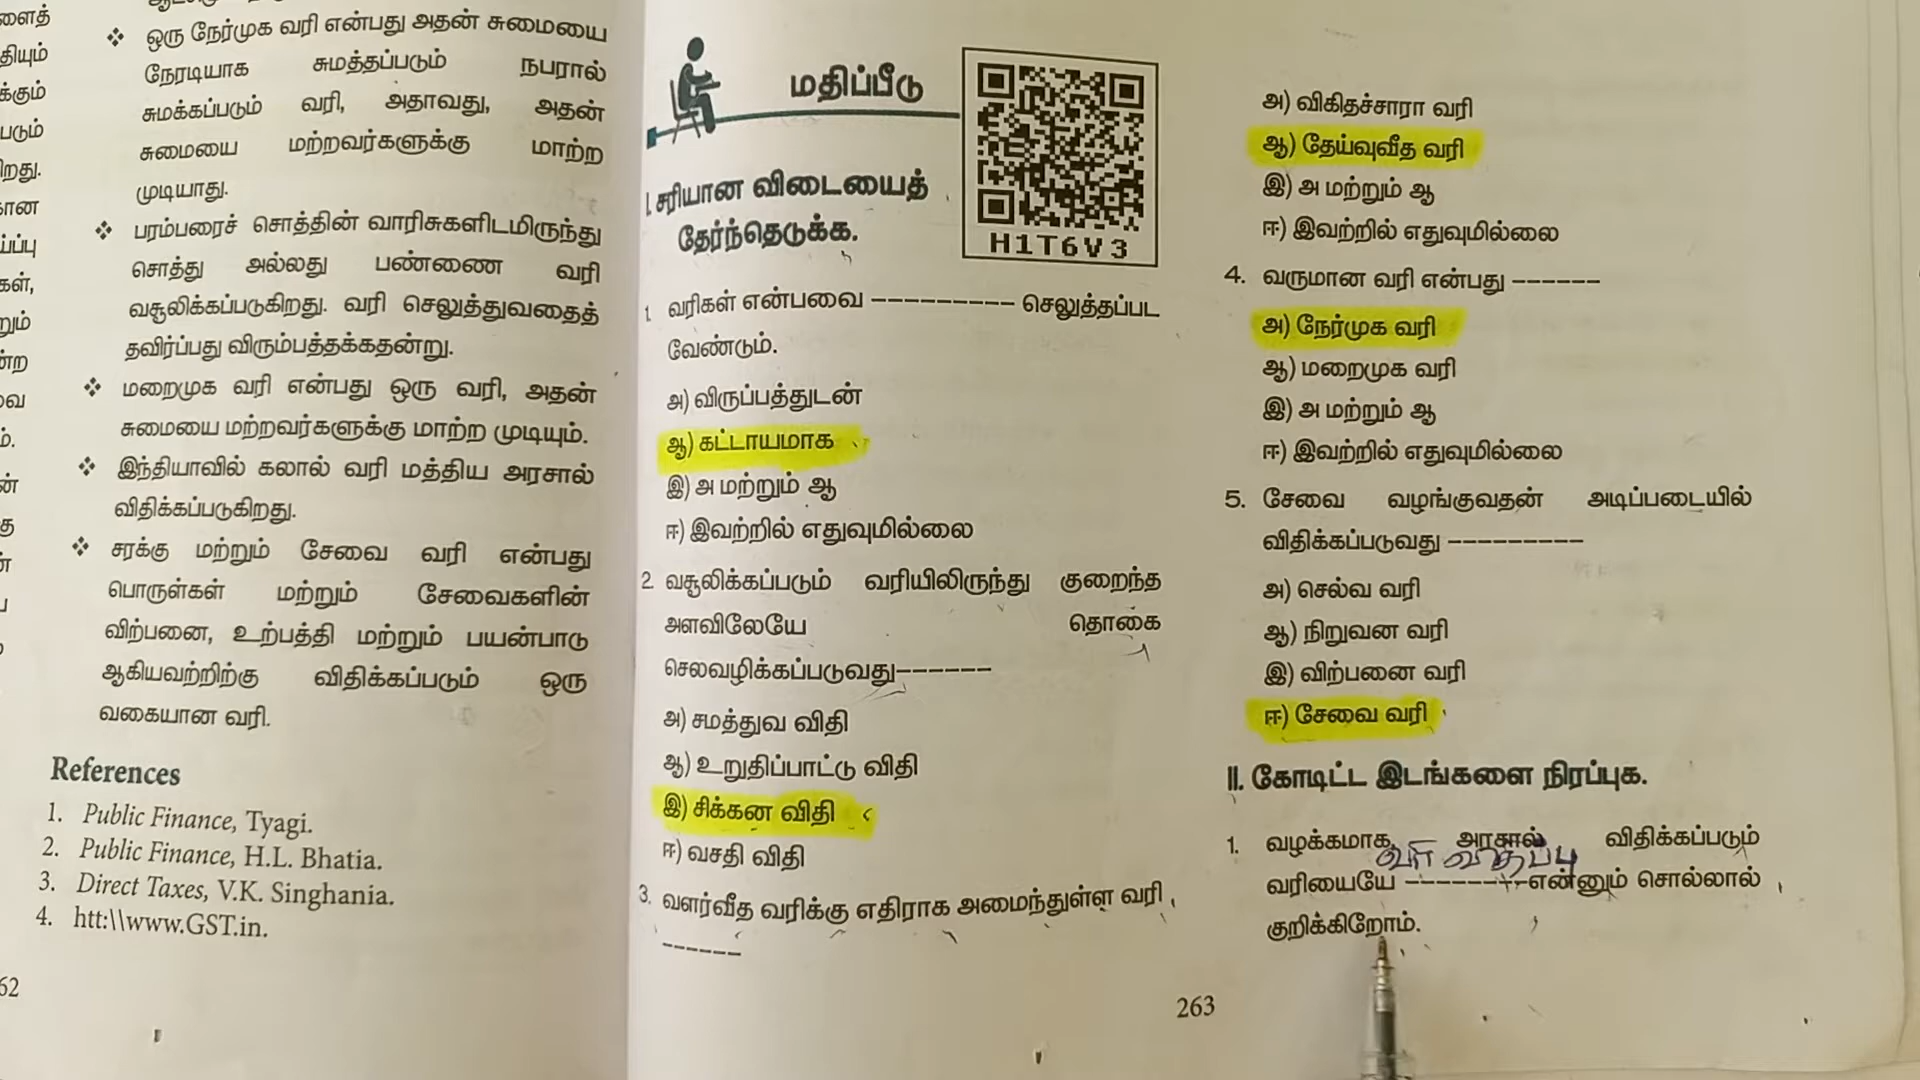 ளைத்
தியும்
க்கும்
படும்
ிறது.
ான
ய்ப்பு
கள்,
றும்
ன்ற
வை
ம்.
ன்
ஒரு நேர்முக வரி என்பது அதன் சுமையை
நேரடியாக சுமத்தப்படும் நபரால்
சுமக்கப்படும் வரி, அதாவது, அதன்
சுமையை மற்றவர்களுக்கு மாற்ற
முடியாது.
பரம்பரைச் சொத்தின் வாரிசுகளிடமிருந்து
சொத்து அல்லது பண்ணை வரி
வசூலிக்கப்படுகிறது. வரி செலுத்துவதைத்
தவிர்ப்பது விரும்பத்தக்கதன்று.
மறைமுக வரி என்பது ஒரு வரி, அதன்
சுமையை மற்றவர்களுக்கு மாற்ற முடியும்.
இந்தியாவில் கலால் வரி மத்திய அரசால்
விதிக்கப்படுகிறது.
சரக்கு மற்றும் சேவை வரி என்பது
பொருள்கள் மற்றும் சேவைகளின்
விற்பனை, உற்பத்தி மற்றும் பயன்பாடு
ஆகியவற்றிற்கு விதிக்கப்படும் ஒரு
வகையான வரி.
References
1. Public Finance, Tyagi.
2. Public Finance, H.L. Bhatia.
3. Direct Taxes, V.K. Singhania.
4. htt:\\www.GST.in.
62
மதிப்பீடு
H1T6V3
I. சரியான விடையைத்
தேர்ந்தெடுக்க.
1. வரிகள் என்பவை ---------- செலுத்தப்பட
வேண்டும்.
அ) விருப்பத்துடன்
ஆ) கட்டாயமாக
இ) அ மற்றும் ஆ
ஈ) இவற்றில் எதுவுமில்லை
2. வசூலிக்கப்படும் வரியிலிருந்து குறைந்த
அளவிலேயே தொகை
செலவழிக்கப்படுவது------
அ) சமத்துவ விதி
ஆ) உறுதிப்பாட்டு விதி
இ) சிக்கன விதி
ஈ) வசதி விதி
3. வளர்வீத வரிக்கு எதிராக அமைந்துள்ள வரி
------
அ) விகிதச்சாரா வரி
ஆ) தேய்வுவீத வரி
இ) அ மற்றும் ஆ
ஈ) இவற்றில் எதுவுமில்லை
4. வருமான வரி என்பது ------
அ) நேர்முக வரி
ஆ) மறைமுக வரி
இ) அ மற்றும் ஆ
ஈ) இவற்றில் எதுவுமில்லை
5. சேவை வழங்குவதன் அடிப்படையில்
விதிக்கப்படுவது ---------
அ) செல்வ வரி
ஆ) நிறுவன வரி
இ) விற்பனை வரி
ஈ) சேவை வரி
II. கோடிட்ட இடங்களை நிரப்புக.
1. வழக்கமாக அரசால் விதிக்கப்படும்
வரி
வரியையே ---------என்னும் சொல்லால்
குறிக்கிறோம்.
263